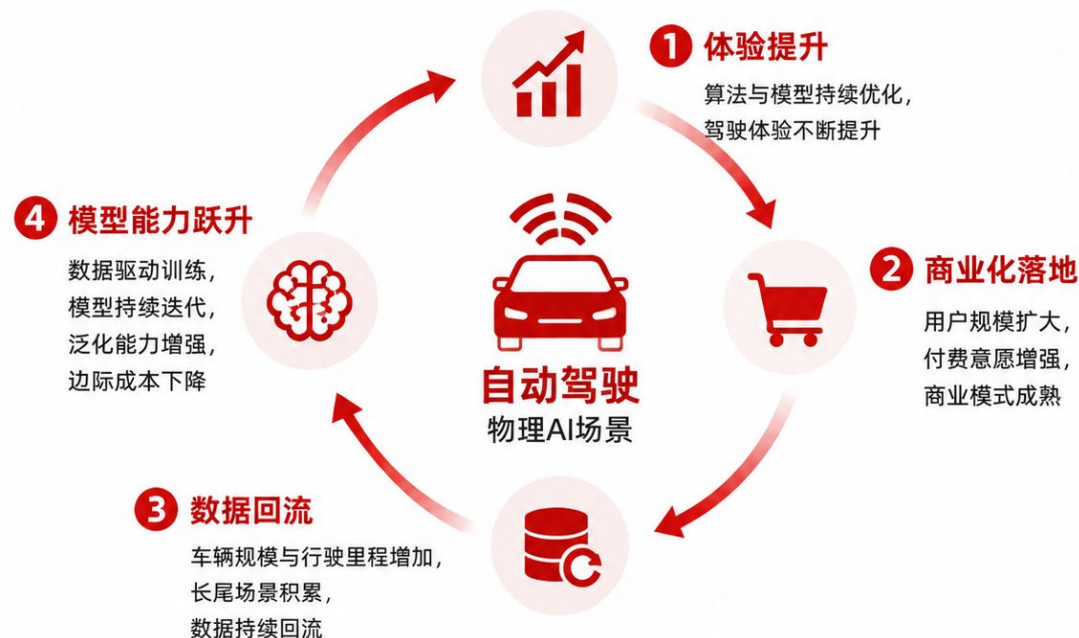 1 体验提升
算法与模型持续优化，
驾驶体验不断提升
2 商业化落地
用户规模扩大，
付费意愿增强，
商业模式成熟
3 数据回流
车辆规模与行驶里程增加，
长尾场景积累，
数据持续回流
4 模型能力跃升
数据驱动训练，
模型持续迭代，
泛化能力增强，
边际成本下降
自动驾驶
物理AI场景